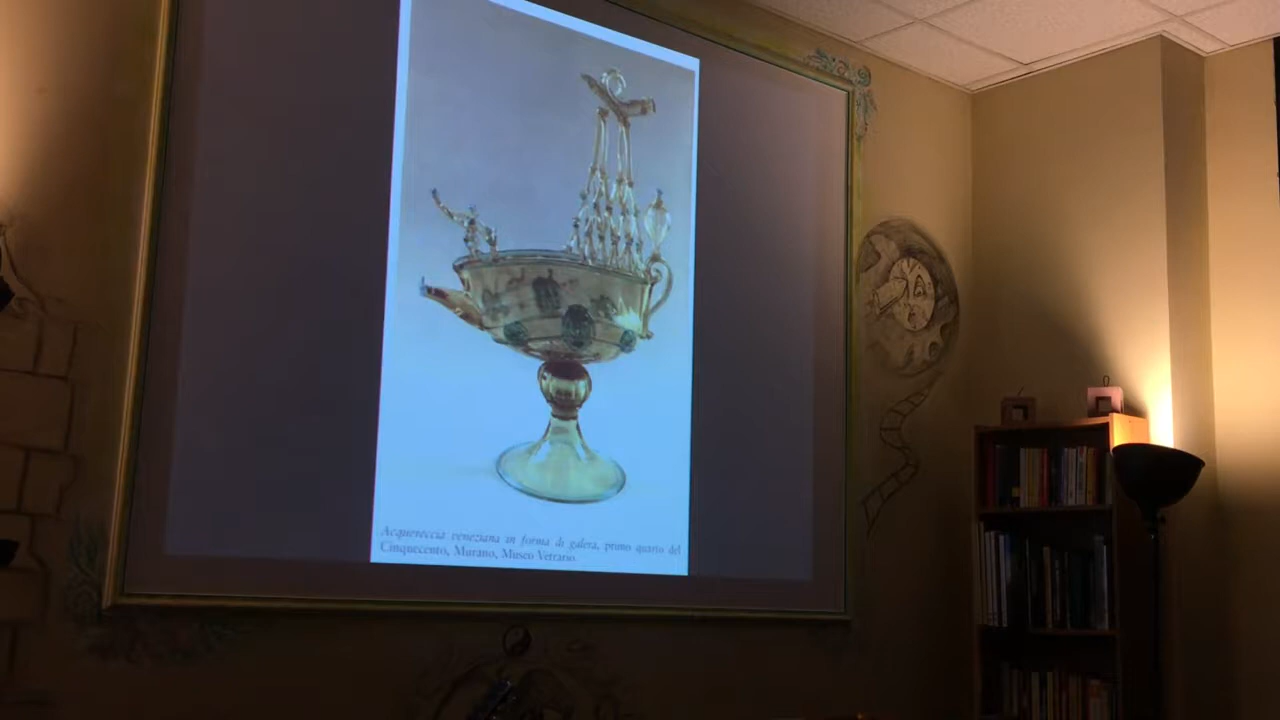 Acquereccia veneziana in forma di galera, primo quarto del
Cinquecento, Murano, Museo Vetrario.